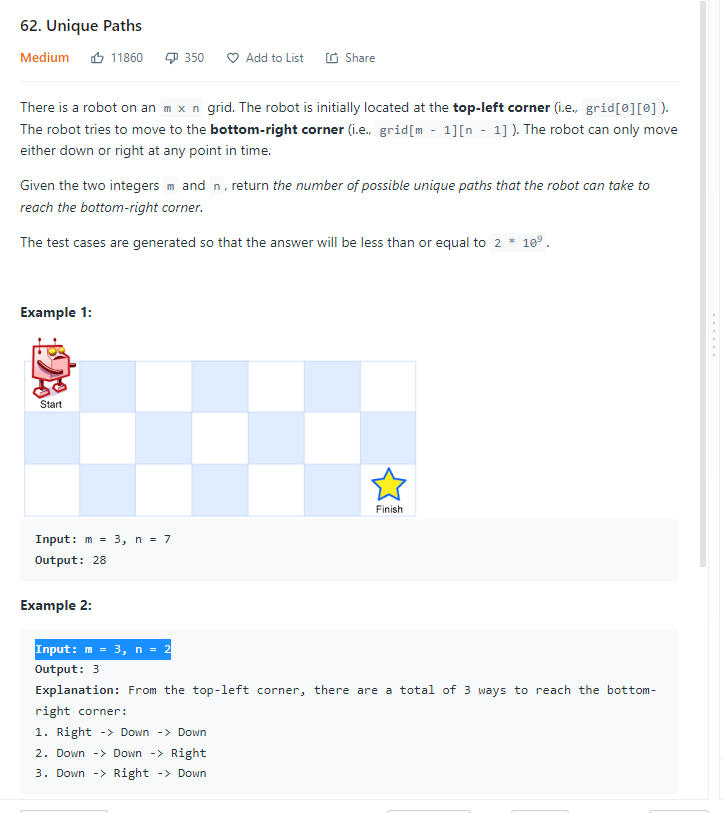 62. Unique Paths
Medium 11860 350 Add to List Share
There is a robot on an m x n grid. The robot is initially located at the top-left corner (i.e., grid[0][0] ).
The robot tries to move to the bottom-right corner (i.e., grid[m - 1][n - 1] ). The robot can only move
either down or right at any point in time.
Given the two integers m and n, return the number of possible unique paths that the robot can take to
reach the bottom-right corner.
The test cases are generated so that the answer will be less than or equal to 2 * 10⁹.
Example 1:
Start
Finish
Input: m = 3, n = 7
Output: 28
Example 2:
Input: m = 3, n = 2
Output: 3
Explanation: From the top-left corner, there are a total of 3 ways to reach the bottom-
right corner:
1. Right -> Down -> Down
2. Down -> Down -> Right
3. Down -> Right -> Down